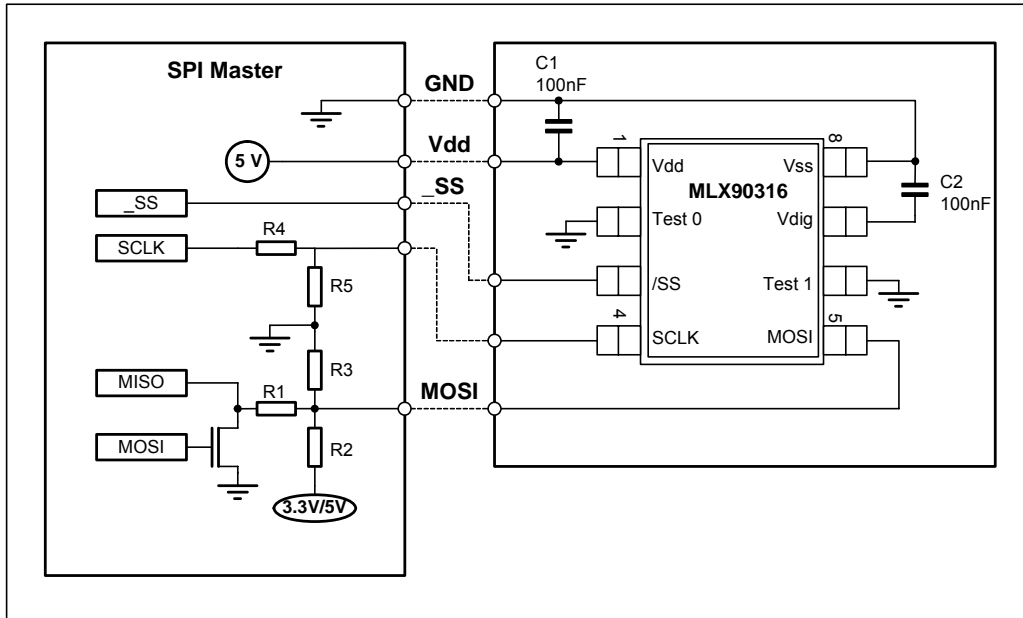 SPI Master
GND
Vdd
_SS
MOSI
5 V
_SS
SCLK
MISO
MOSI
R4
R5
R3
R1
R2
3.3V/5V
C1
100nF
C2
100nF
MLX90316
1
Vdd
Test 0
/SS
4
SCLK
8
Vss
Vdig
Test 1
5
MOSI